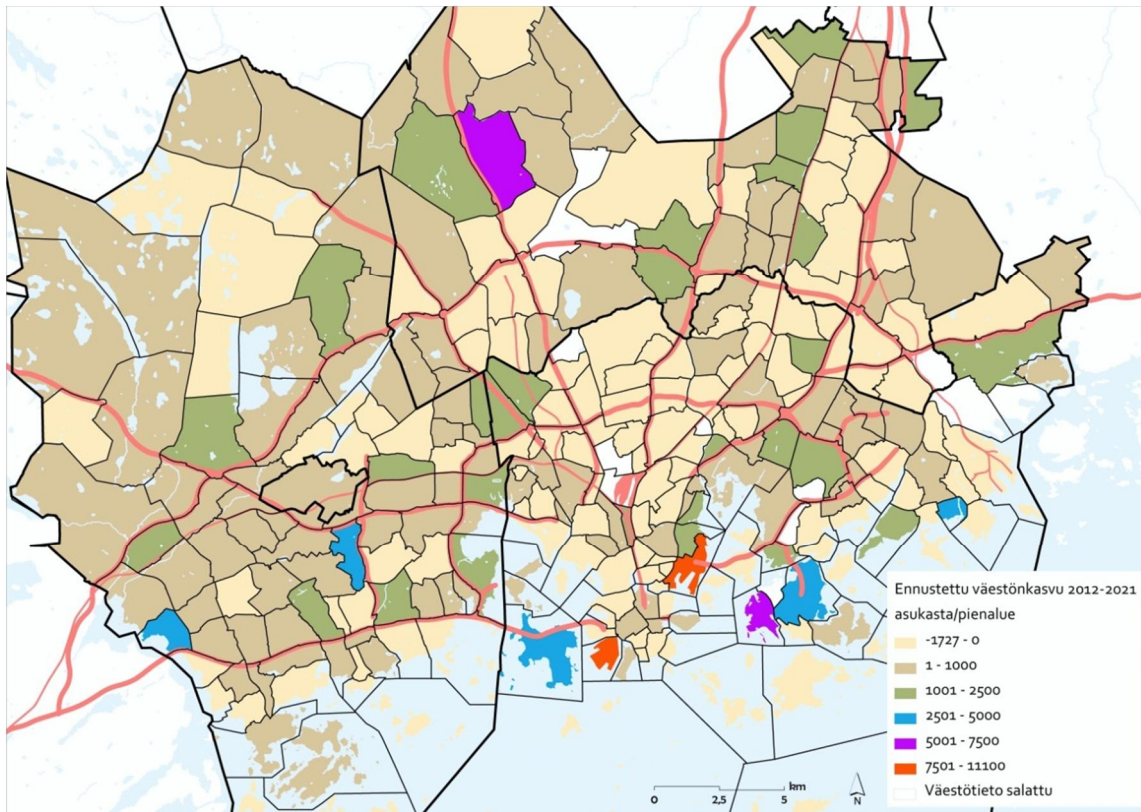 Ennustettu väestönkasvu 2012-2021
asukasta/pienalue
-1727 - 0
1 - 1000
1001 - 2500
2501 - 5000
5001 - 7500
7501 - 11100
Väestötieto salattu
km
0 2,5 5
N